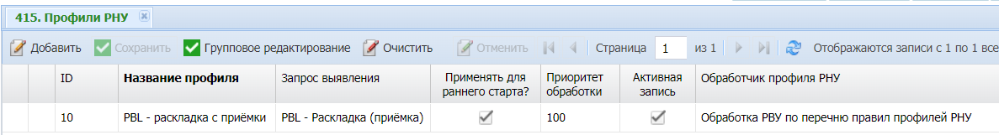 415. Профили РНУ
Добавить Сохранить Групповое редактирование Очистить Отменить Страница 1 из 1 Отображаются записи с 1 по 1 все
ID Название профиля Запрос выявления Применять для раннего старта? Приоритет обработки Активная запись Обработчик профиля РНУ
10 PBL - раскладка с приёмки PBL - Раскладка (приёмка) 100 Обработка РВУ по перечню правил профилей РНУ